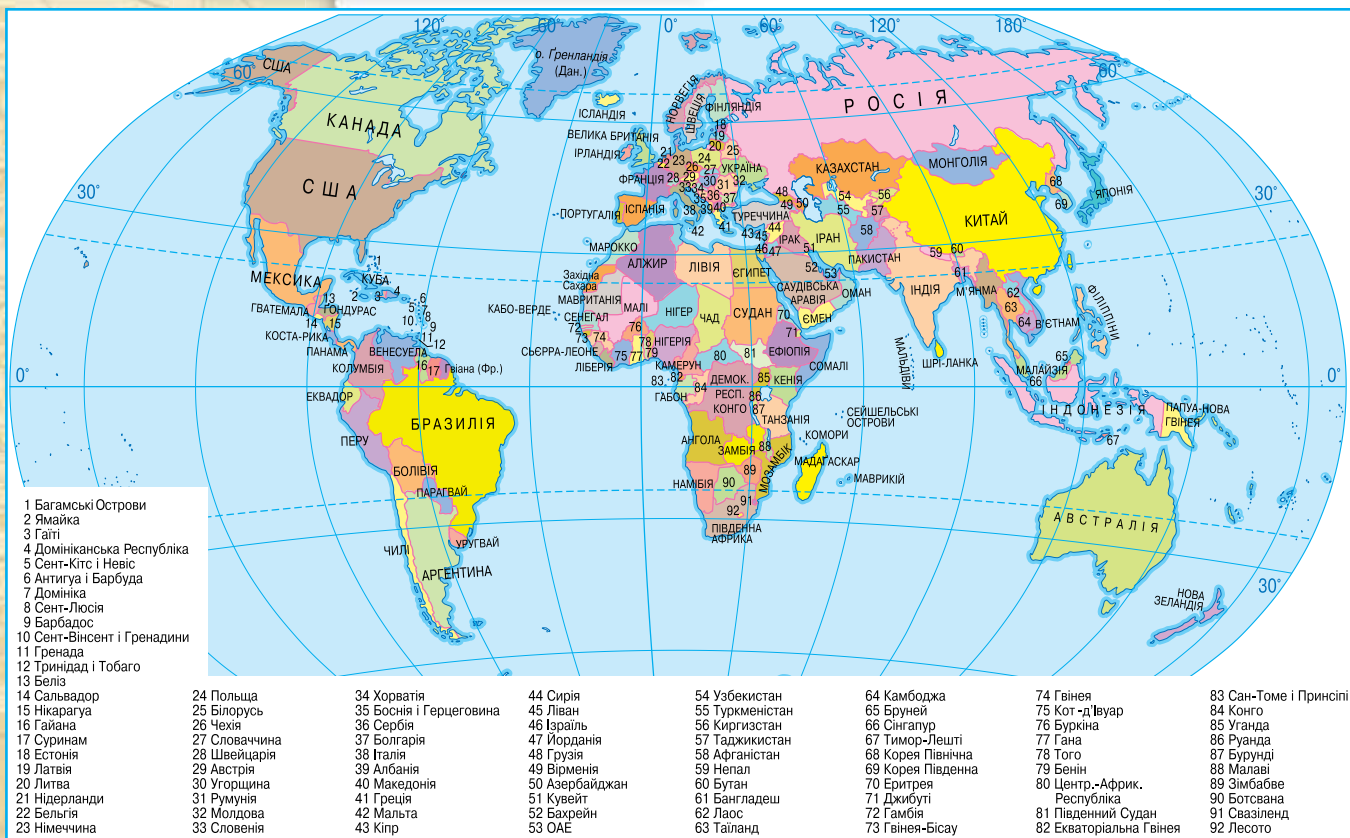 120°
60°
0°
60°
120°
180°
60°
60°
30°
30°
0°
0°
30°
США
о. Ґренландія
(Дан.)
КАНАДА
США
МЕКСИКА
КУБА
ГВАТЕМАЛА
ГОНДУРАС
КОСТА-РИКА
ПАНАМА
ВЕНЕСУЕЛА
КОЛУМБІЯ
Гвіана (Фр.)
ЕКВАДОР
ПЕРУ
БРАЗИЛІЯ
БОЛІВІЯ
ПАРАГВАЙ
ЧИЛІ
УРУГВАЙ
АРГЕНТИНА
ІСЛАНДІЯ
НОРВЕГІЯ
ШВЕЦІЯ
ФІНЛЯНДІЯ
ВЕЛИКА БРИТАНІЯ
ІРЛАНДІЯ
ФРАНЦІЯ
УКРАЇНА
ПОРТУГАЛІЯ
ІСПАНІЯ
РОСІЯ
КАЗАХСТАН
МОНГОЛІЯ
КИТАЙ
ЯПОНІЯ
ТУРЕЧЧИНА
ІРАК
ІРАН
ПАКИСТАН
ІНДІЯ
М'ЯНМА
В'ЄТНАМ
ФІЛІППІНИ
САУДІВСЬКА
АРАВІЯ
ОМАН
ЄМЕН
МАЛЬДІВИ
ШРІ-ЛАНКА
МАЛАЙЗІЯ
ІНДОНЕЗІЯ
ПАПУА-НОВА
ГВІНЕЯ
АВСТРАЛІЯ
НОВА
ЗЕЛАНДІЯ
МАРОККО
АЛЖИР
ЛІВІЯ
ЄГИПЕТ
Західна
Сахара
МАВРИТАНІЯ
КАБО-ВЕРДЕ
СЕНЕГАЛ
МАЛІ
НІГЕР
ЧАД
СУДАН
НІГЕРІЯ
СЬЄРРА-ЛЕОНЕ
ЛІБЕРІЯ
КАМЕРУН
ГАБОН
ЕФІОПІЯ
СОМАЛІ
КЕНІЯ
ДЕМОК.
РЕСП.
КОНГО
ТАНЗАНІЯ
СЕЙШЕЛЬСЬКІ
ОСТРОВИ
КОМОРИ
АНГОЛА
ЗАМБІЯ
МОЗАМБІК
МАДАГАСКАР
МАВРИКІЙ
НАМІБІЯ
ПІВДЕННА
АФРИКА
1 Багамські Острови
2 Ямайка
3 Гаїті
4 Домініканська Республіка
5 Сент-Кітс і Невіс
6 Антигуа і Барбуда
7 Домініка
8 Сент-Люсія
9 Барбадос
10 Сент-Вінсент і Гренадини
11 Гренада
12 Тринідад і Тобаго
13 Беліз
14 Сальвадор
15 Нікарагуа
16 Гайана
17 Суринам
18 Естонія
19 Латвія
20 Литва
21 Нідерланди
22 Бельгія
23 Німеччина
24 Польща
25 Білорусь
26 Чехія
27 Словаччина
28 Швейцарія
29 Австрія
30 Угорщина
31 Румунія
32 Молдова
33 Словенія
34 Хорватія
35 Боснія і Герцеговина
36 Сербія
37 Болгарія
38 Італія
39 Албанія
40 Македонія
41 Греція
42 Мальта
43 Кіпр
44 Сирія
45 Ліван
46 Ізраїль
47 Йорданія
48 Грузія
49 Вірменія
50 Азербайджан
51 Кувейт
52 Бахрейн
53 ОАЕ
54 Узбекистан
55 Туркменістан
56 Киргизстан
57 Таджикистан
58 Афганістан
59 Непал
60 Бутан
61 Бангладеш
62 Лаос
63 Таїланд
64 Камбоджа
65 Бруней
66 Сінгапур
67 Тимор-Лешті
68 Корея Північна
69 Корея Південна
70 Еритрея
71 Джибуті
72 Гамбія
73 Гвінея-Бісау
74 Гвінея
75 Кот-д'Івуар
76 Буркіна
77 Гана
78 Того
79 Бенін
80 Центр.-Африк.
Республіка
81 Південний Судан
82 Екваторіальна Гвінея
83 Сан-Томе і Принсіпі
84 Конго
85 Уганда
86 Руанда
87 Бурунді
88 Малаві
89 Зімбабве
90 Ботсвана
91 Свазіленд
92 Лесото